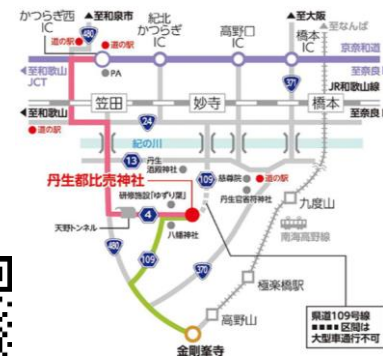 かつらぎ西
IC
▲至和泉市
480
道の駅
道の駅
PA
紀北
かつらぎ
IC
高野口
IC
▲至大阪
橋本
IC
▲至なんば
京奈和道
◀至和歌山
JCT
至奈良
371
JR和歌山線
◀至和歌山
笠田
妙寺
橋本
至奈良
道の駅
24
紀の川
13
丹生
酒殿神社
109
慈尊院
道の駅
丹生官省符神社
丹生都比売神社
研修施設「ゆずり葉」
4
天野トンネル
八幡神社
九度山
南海高野線
480
109
370
極楽橋駅
高野山
金剛峯寺
県道109号線
区間は
大型車通行不可